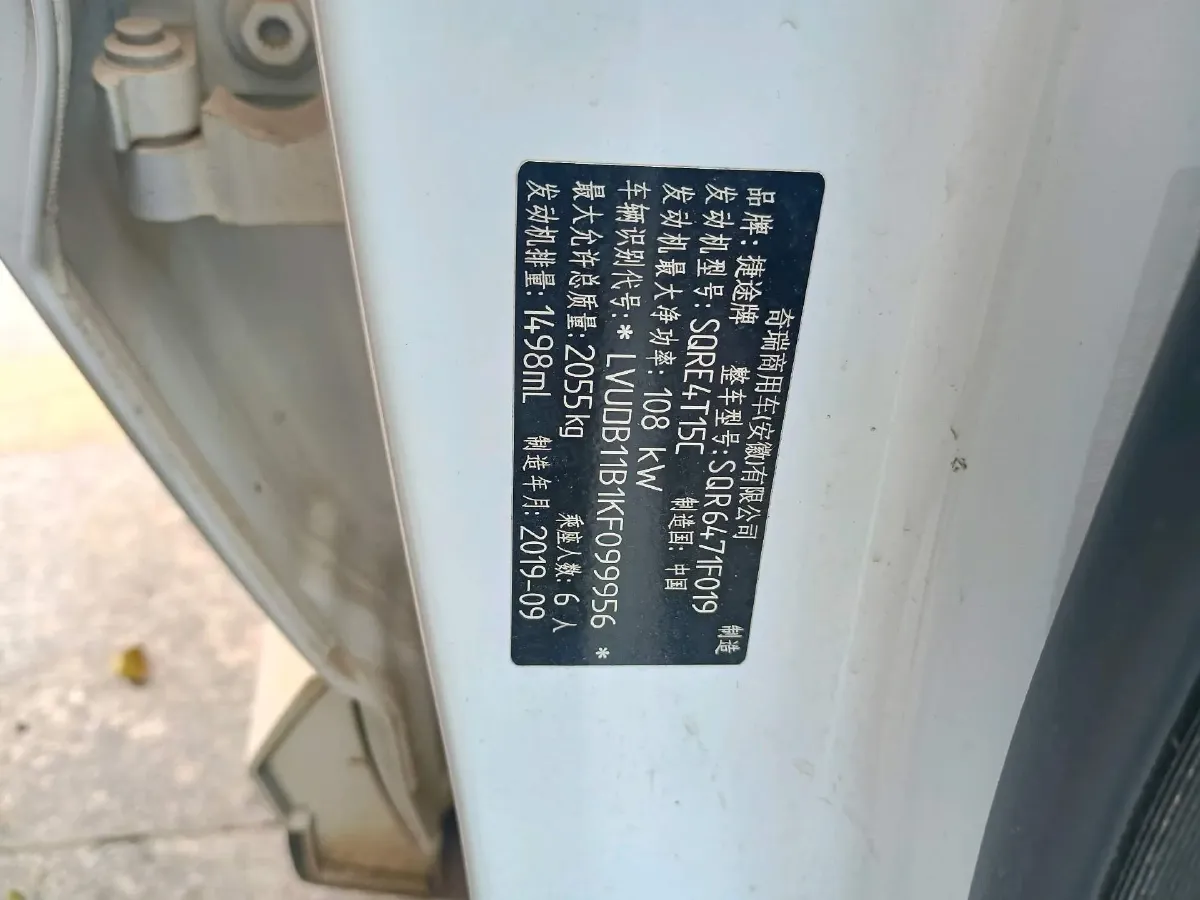 奇瑞商用车(安徽)有限公司 制造
品牌:捷途牌 整车型号:SQR6471F019
发动机型号:SQRE4T15C 制造国:中国
发动机最大净功率:108 kW
车辆识别代号:*LVUDB11B1KF099956*
最大允许总质量:2055kg 乘座人数:6 人
发动机排量:1498mL 制造年月:2019-09